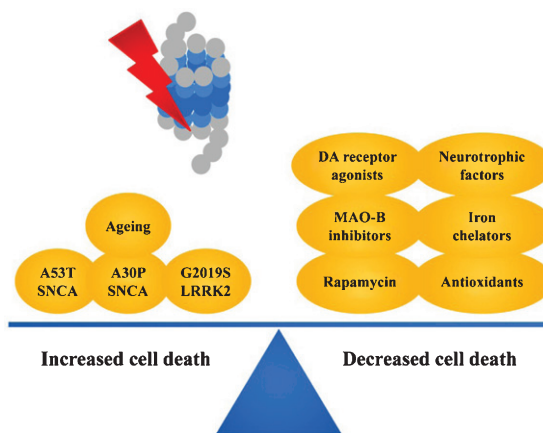 Ageing
A53T
SNCA
A30P
SNCA
G2019S
LRRK2
DA receptor
agonists
Neurotrophic
factors
MAO-B
inhibitors
Iron
chelators
Rapamycin
Antioxidants
Increased cell death
Decreased cell death